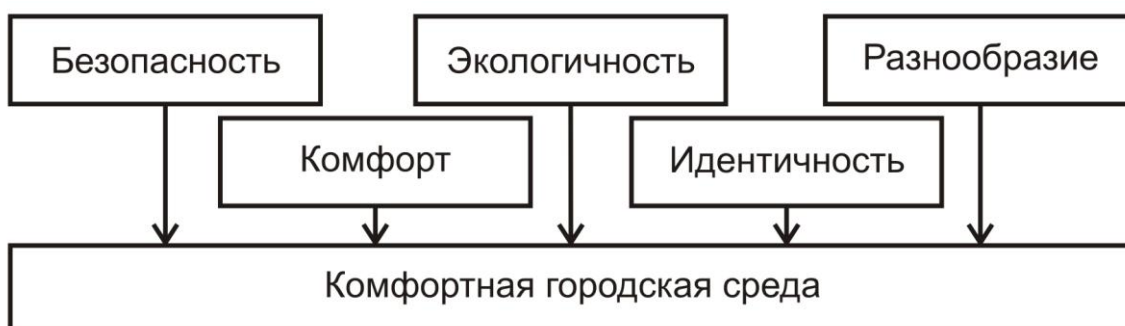 Безопасность
Экологичность
Разнообразие
Комфорт
Идентичность
Комфортная городская среда